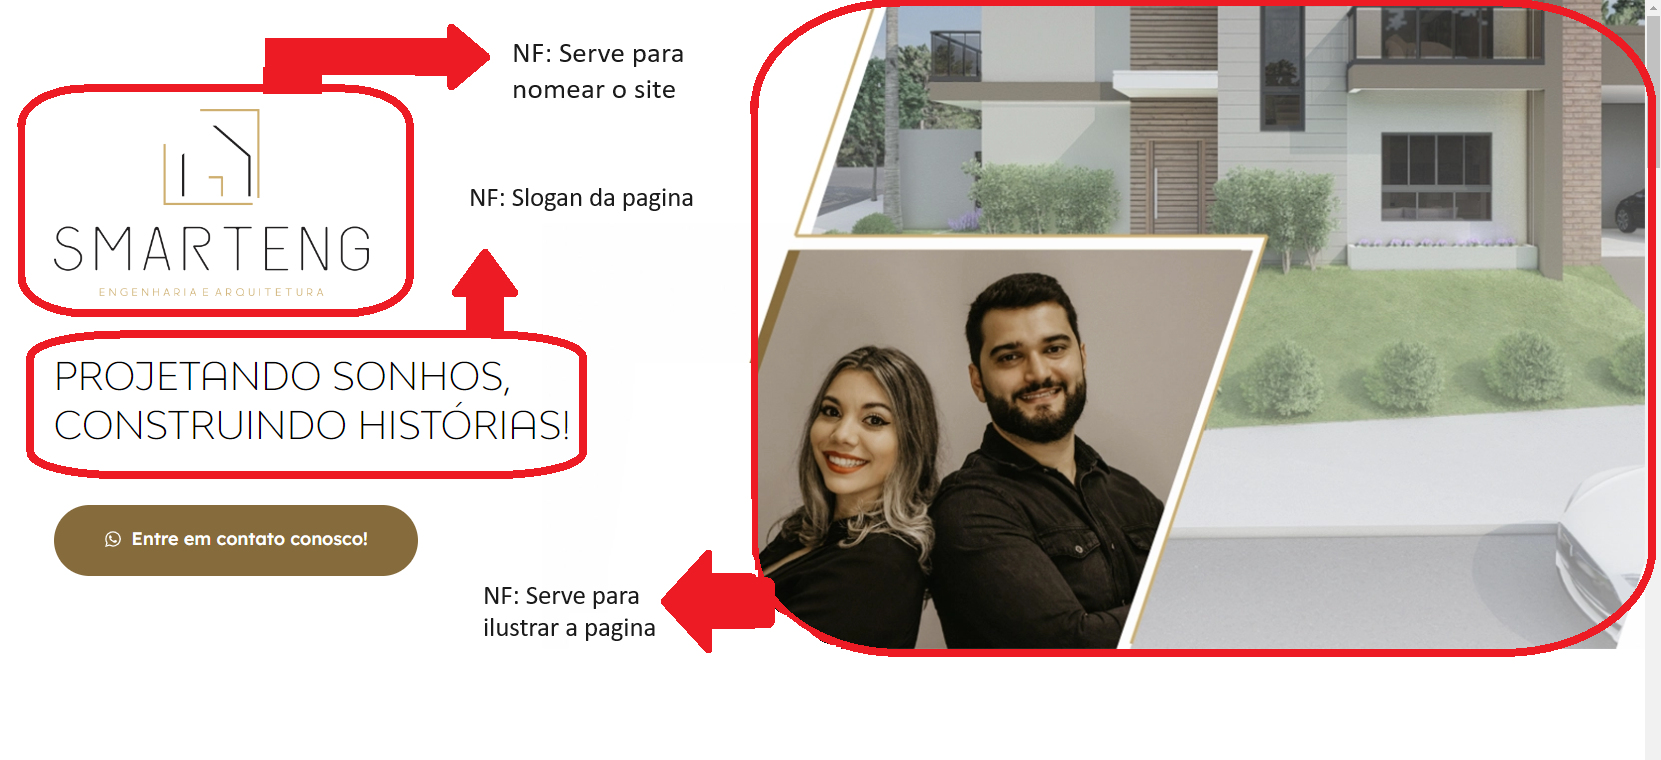 NF: Serve para
nomear o site
SMARTENG
ENGENHARIA E ARQUITETURA
NF: Slogan da pagina
PROJETANDO SONHOS,
CONSTRUINDO HISTÓRIAS!
Entre em contato conosco!
NF: Serve para
ilustrar a pagina